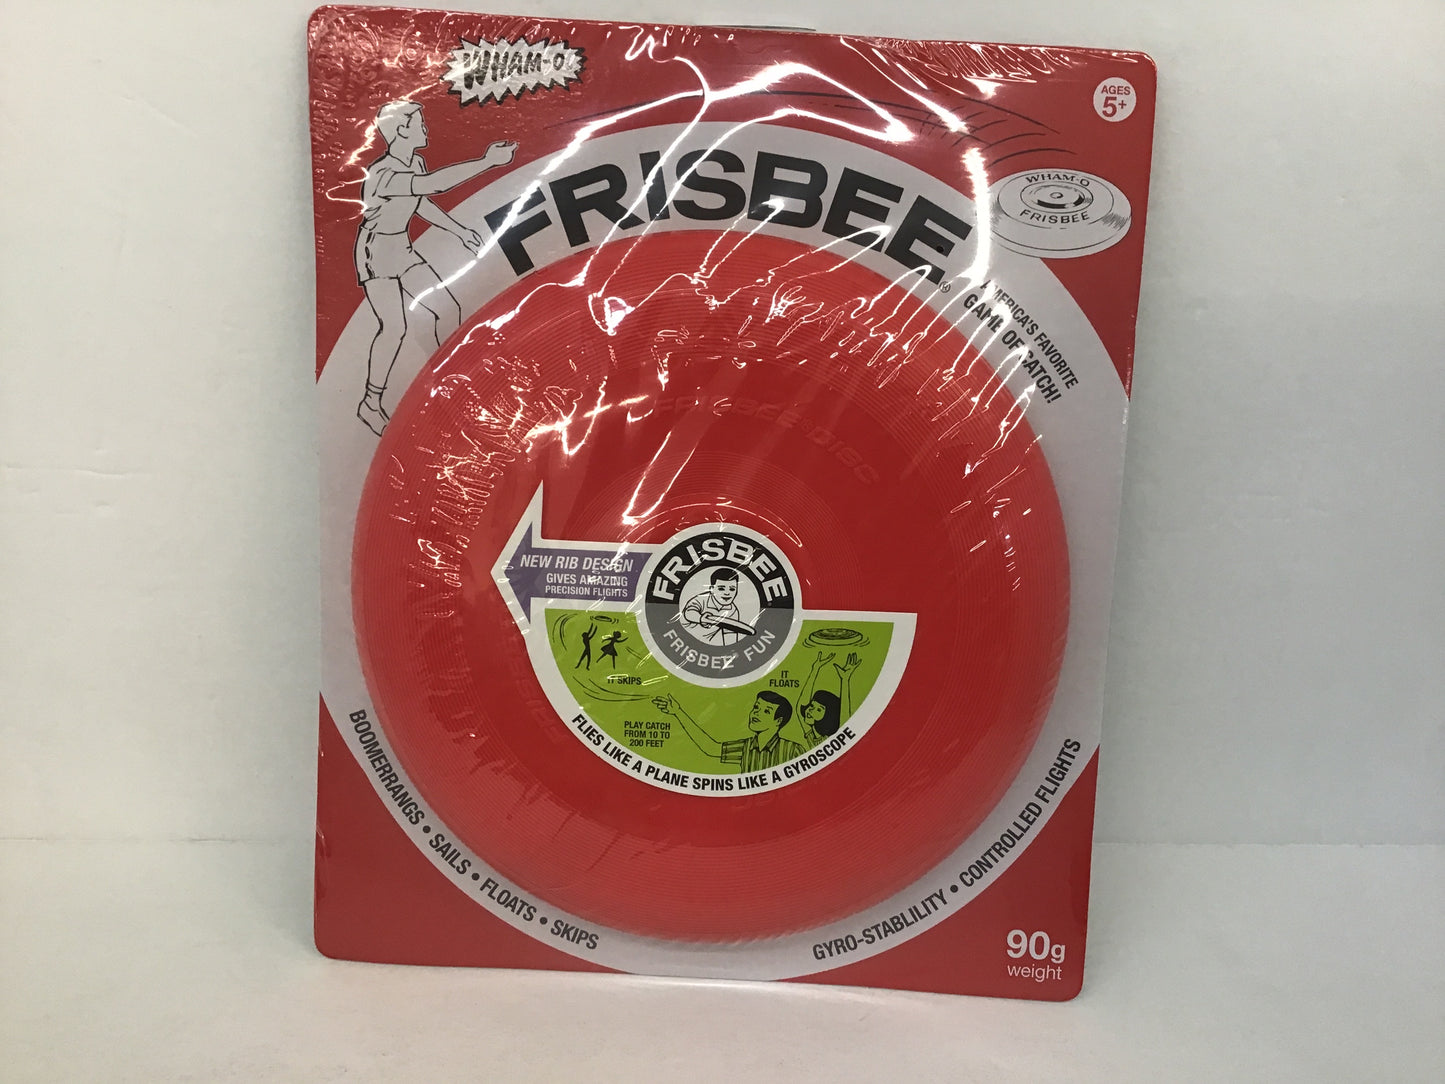 WHAM-O
AGES
5+
FRISBEE®
WHAM-O
FRISBEE
AMERICA'S FAVORITE
GAME OF CATCH!
FRISBEE DISC
NEW RIB DESIGN
GIVES AMAZING
PRECISION FLIGHTS
FRISBEE
FRISBEE FUN
IT SKIPS
IT
FLOATS
PLAY CATCH
FROM 10 TO
200 FEET
FLIES LIKE A PLANE SPINS LIKE A GYROSCOPE
BOOMERRANGS • SAILS • FLOATS • SKIPS
GYRO-STABLILITY • CONTROLLED FLIGHTS
90g
weight